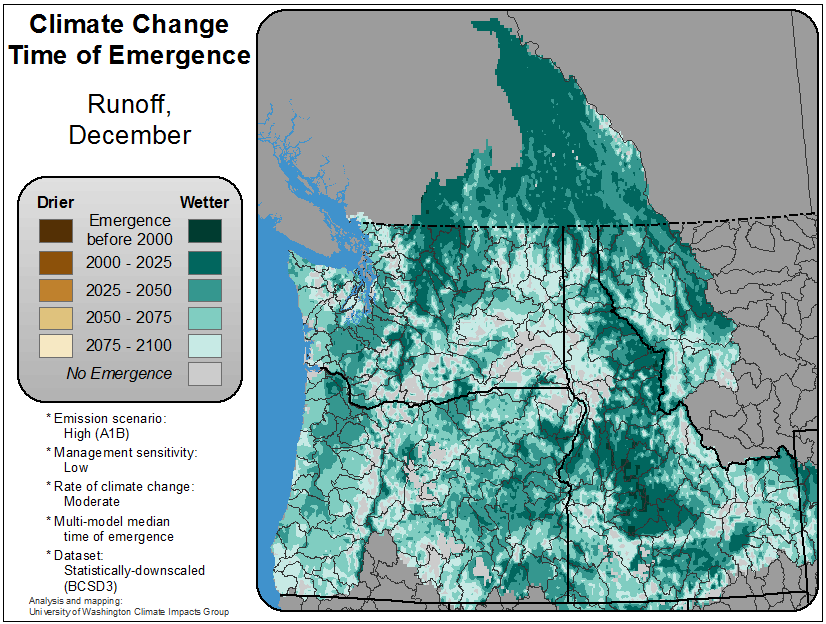 Climate Change
Time of Emergence
Runoff,
December
Drier
Wetter
Emergence
before 2000
2000 - 2025
2025 - 2050
2050 - 2075
2075 - 2100
No Emergence
* Emission scenario:
High (A1B)
* Management sensitivity:
Low
* Rate of climate change:
Moderate
* Multi-model median
time of emergence
* Dataset:
Statistically-downscaled
(BCSD3)
Analysis and mapping:
University of Washington Climate Impacts Group